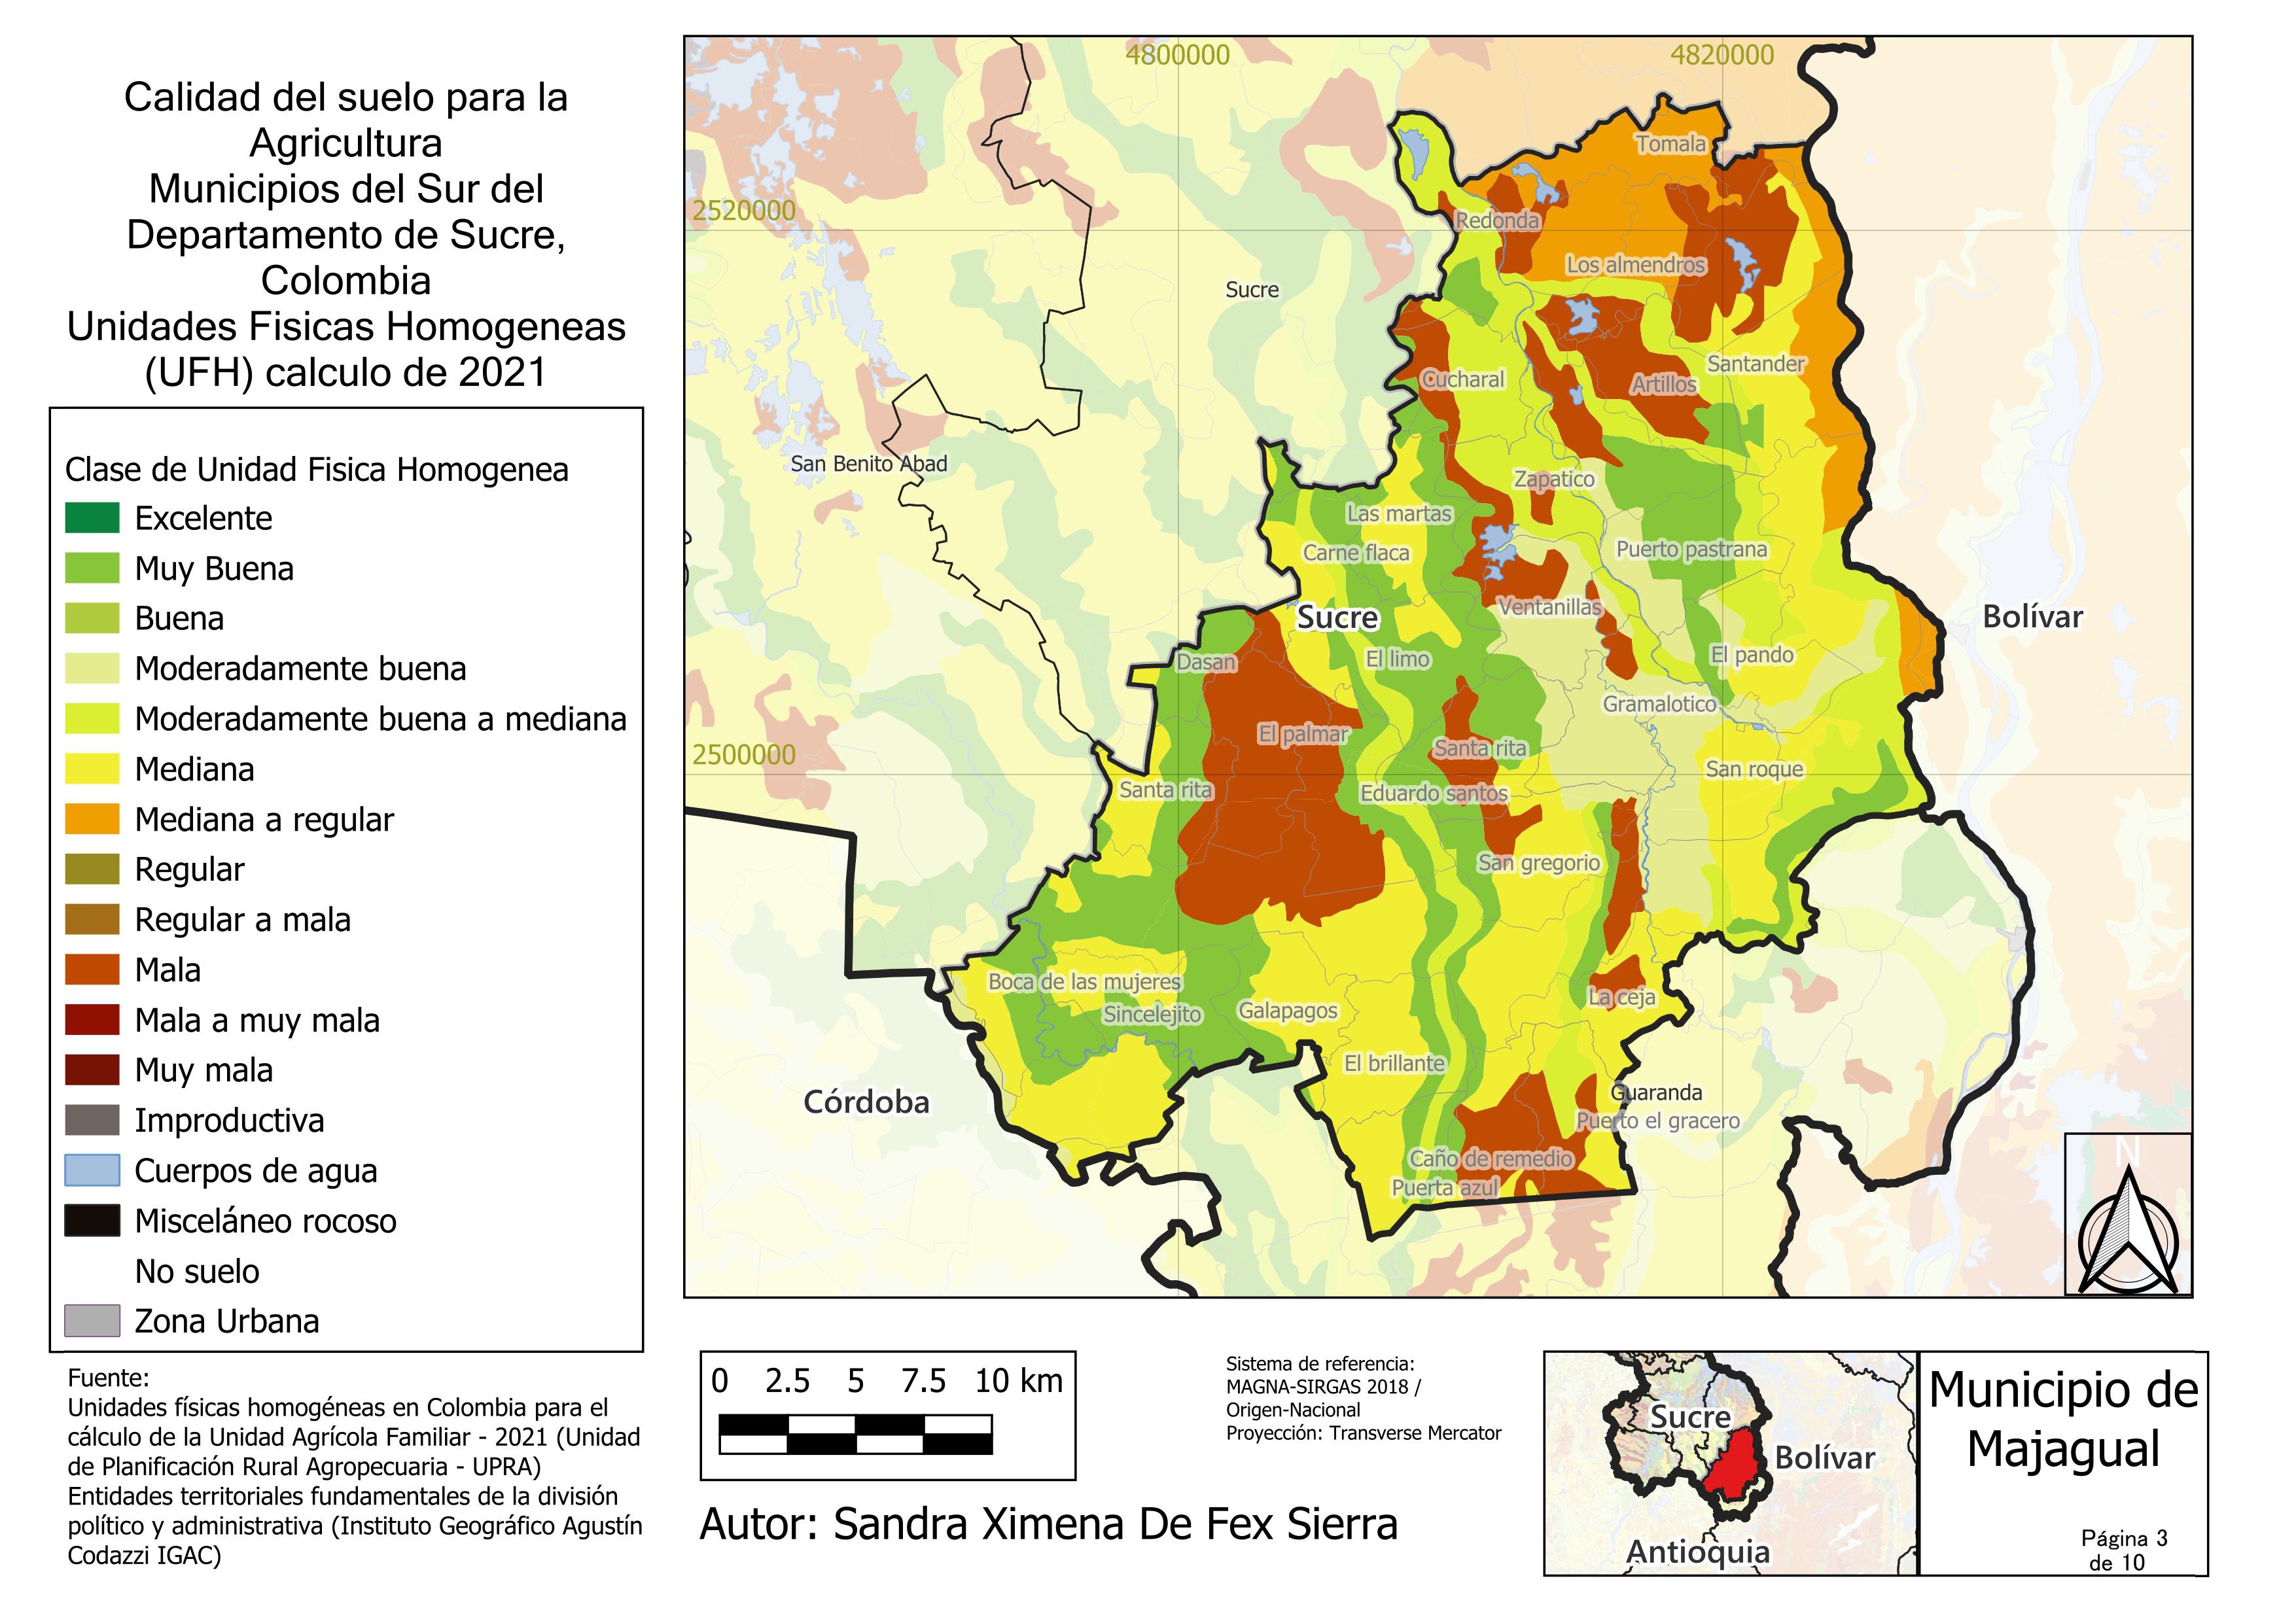 Calidad del suelo para la
Agricultura
Municipios del Sur del
Departamento de Sucre,
Colombia
Unidades Fisicas Homogeneas
(UFH) calculo de 2021
Clase de Unidad Fisica Homogenea
Excelente
Muy Buena
Buena
Moderadamente buena
Moderadamente buena a mediana
Mediana
Mediana a regular
Regular
Regular a mala
Mala
Mala a muy mala
Muy mala
Improductiva
Cuerpos de agua
Misceláneo rocoso
No suelo
Zona Urbana
Fuente:
Unidades físicas homogéneas en Colombia para el
cálculo de la Unidad Agrícola Familiar - 2021 (Unidad
de Planificación Rural Agropecuaria - UPRA)
Entidades territoriales fundamentales de la división
político y administrativa (Instituto Geográfico Agustín
Codazzi IGAC)
4800000
4820000
Tomala
2520000
Redonda
Los almendros
Sucre
Santander
Cucharal
Artillos
San Benito Abad
Zapatico
Las martas
Carne flaca
Puerto pastrana
Ventanillas
Sucre
Bolívar
Dasan
El limo
El pando
Gramalotico
El palmar
Santa rita
2500000
San roque
Santa rita
Eduardo santos
San gregorio
Boca de las mujeres
La ceja
Sincelejito
Galapagos
El brillante
Córdoba
Guaranda
Puerto el gracero
Caño de remedio
Puerta azul
N
0 2.5 5 7.5 10 km
Sistema de referencia:
MAGNA-SIRGAS 2018 /
Origen-Nacional
Proyección: Transverse Mercator
Autor: Sandra Ximena De Fex Sierra
Sucre
Bolívar
Antioquia
Municipio de
Majagual
Página 3
de 10